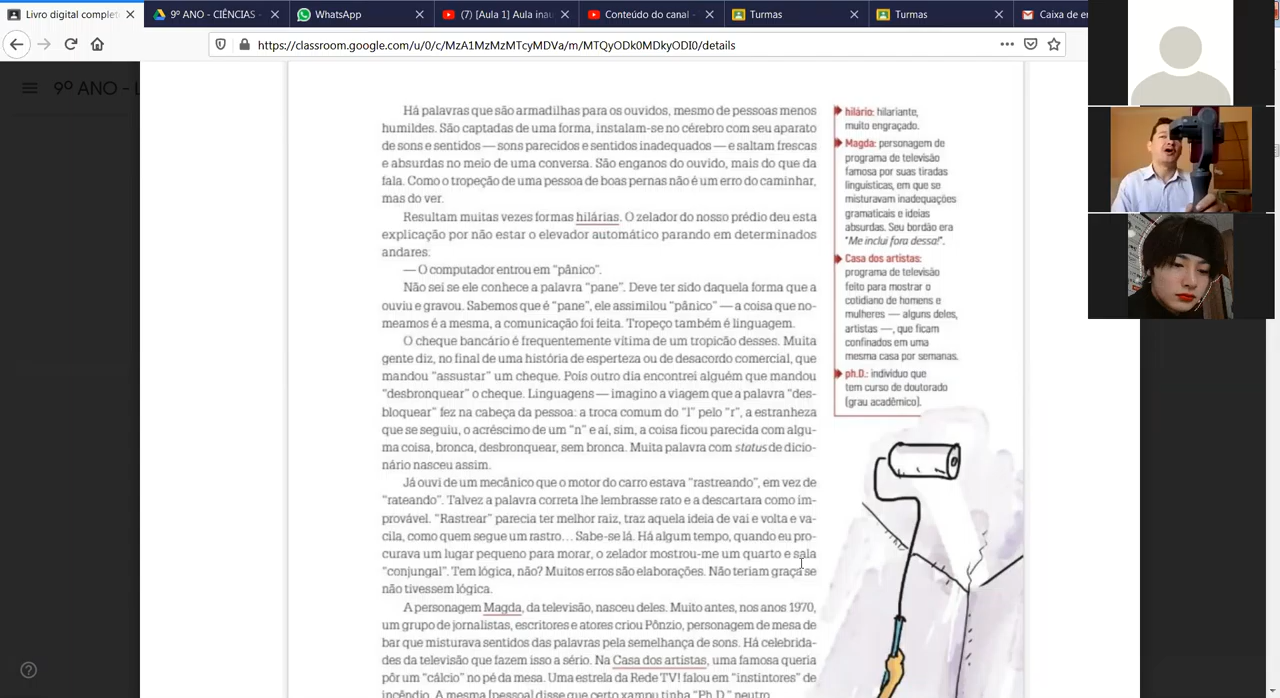 Livro digital complet
9º ANO - CIÊNCIAS -
WhatsApp
(7) [Aula 1] Aula inau
Conteúdo do canal -
Turmas
Turmas
Caixa de en
https://classroom.google.com/u/0/c/MzA1MzMzMTcyMDVa/m/MTQyODk0MDkyODI0/details
9º ANO - L
Há palavras que são armadilhas para os ouvidos, mesmo de pessoas menos
humildes. São captadas de uma forma, instalam-se no cérebro com seu aparato
de sons e sentidos — sons parecidos e sentidos inadequados — e saltam frescas
e absurdas no meio de uma conversa. São enganos do ouvido, mais do que da
fala. Como o tropeção de uma pessoa de boas pernas não é um erro do caminhar,
mas do ver.
Resultam muitas vezes formas hilárias. O zelador do nosso prédio deu esta
explicação por não estar o elevador automático parando em determinados
andares:
— O computador entrou em "pânico".
Não sei se ele conhece a palavra "pane". Deve ter sido daquela forma que a
ouviu e gravou. Sabemos que é "pane", ele assimilou "pânico" — a coisa que no-
meamos é a mesma, a comunicação foi feita. Tropeço também é linguagem.
O cheque bancário é frequentemente vítima de um tropicão desses. Muita
gente diz, no final de uma história de esperteza ou de desacordo comercial, que
mandou "assustar" um cheque. Pois outro dia encontrei alguém que mandou
"desbronquear" o cheque. Linguagens — imagino a viagem que a palavra "des-
bloquear" fez na cabeça da pessoa: a troca comum do "l" pelo "r", a estranheza
que se seguiu, o acréscimo de um "n" e aí, sim, a coisa ficou parecida com algu-
ma coisa, bronca, desbronquear, sem bronca. Muita palavra com status de dicio-
nário nasceu assim.
Já ouvi de um mecânico que o motor do carro estava "rastreando", em vez de
"rateando". Talvez a palavra correta lhe lembrasse rato e a descartara como im-
provável. "Rastrear" parecia ter melhor raiz, traz aquela ideia de vai e volta e va-
cila, como quem segue um rastro... Sabe-se lá. Há algum tempo, quando eu pro-
curava um lugar pequeno para morar, o zelador mostrou-me um quarto e sala
"conjungal". Tem lógica, não? Muitos erros são elaborações. Não teriam graça se
não tivessem lógica.
A personagem Magda, da televisão, nasceu deles. Muito antes, nos anos 1970,
um grupo de jornalistas, escritores e atores criou Pônzio, personagem de mesa de
bar que misturava sentidos das palavras pela semelhança de sons. Há celebrida-
des da televisão que fazem isso a sério. Na Casa dos artistas, uma famosa queria
pôr um "cálcio" no pé da mesa. Uma estrela da Rede TV! falou em "instintores" de
incêndio. A mesma [pessoa] disse que certo xampu tinha "Ph.D." neutro.
hilário: hilariante,
muito engraçado.
Magda: personagem de
programa de televisão
famosa por suas tiradas
linguísticas, em que se
misturavam inadequações
gramaticais e ideias
absurdas. Seu bordão era
"Me inclui fora dessa!".
Casa dos artistas:
programa de televisão
feito para mostrar o
cotidiano de homens e
mulheres — alguns deles,
artistas —, que ficam
confinados em uma
mesma casa por semanas.
ph.D.: indivíduo que
tem curso de doutorado
(grau acadêmico).